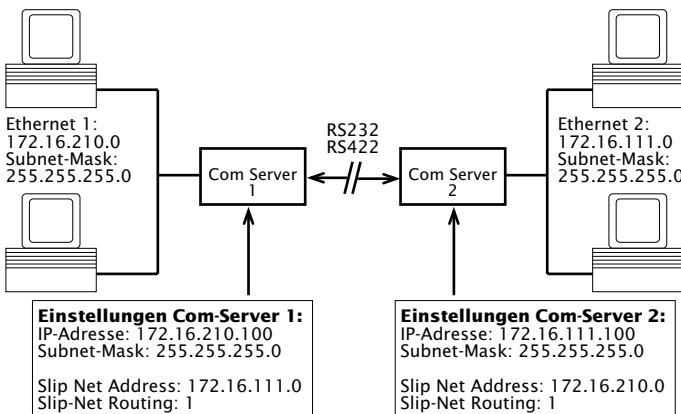 Ethernet 1:
172.16.210.0
Subnet-Mask:
255.255.255.0
RS232
RS422
Ethernet 2:
172.16.111.0
Subnet-Mask:
255.255.255.0
Com Server
1
Com Server
2
Einstellungen Com-Server 1:
IP-Adresse: 172.16.210.100
Subnet-Mask: 255.255.255.0
Slip Net Address: 172.16.111.0
Slip-Net Routing: 1
Einstellungen Com-Server 2:
IP-Adresse: 172.16.111.100
Subnet-Mask: 255.255.255.0
Slip Net Address: 172.16.210.0
Slip-Net Routing: 1